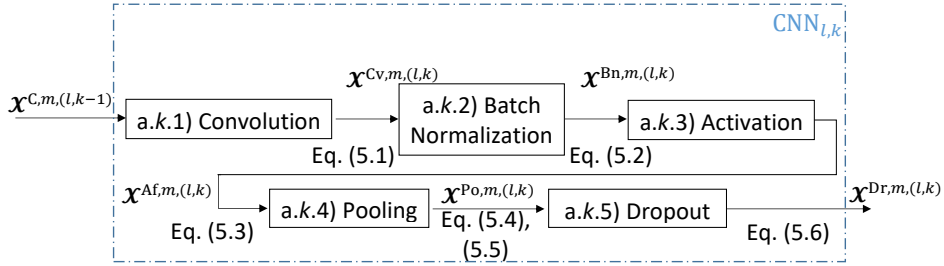 CNN_{l,k}
𝒙^{C,m,(l,k−1)}
a.k.1) Convolution
𝒙^{Cv,m,(l,k)}
Eq. (5.1)
a.k.2) Batch
Normalization
𝒙^{Bn,m,(l,k)}
Eq. (5.2)
a.k.3) Activation
𝒙^{Af,m,(l,k)}
Eq. (5.3)
a.k.4) Pooling
𝒙^{Po,m,(l,k)}
Eq. (5.4),
(5.5)
a.k.5) Dropout
Eq. (5.6)
𝒙^{Dr,m,(l,k)}